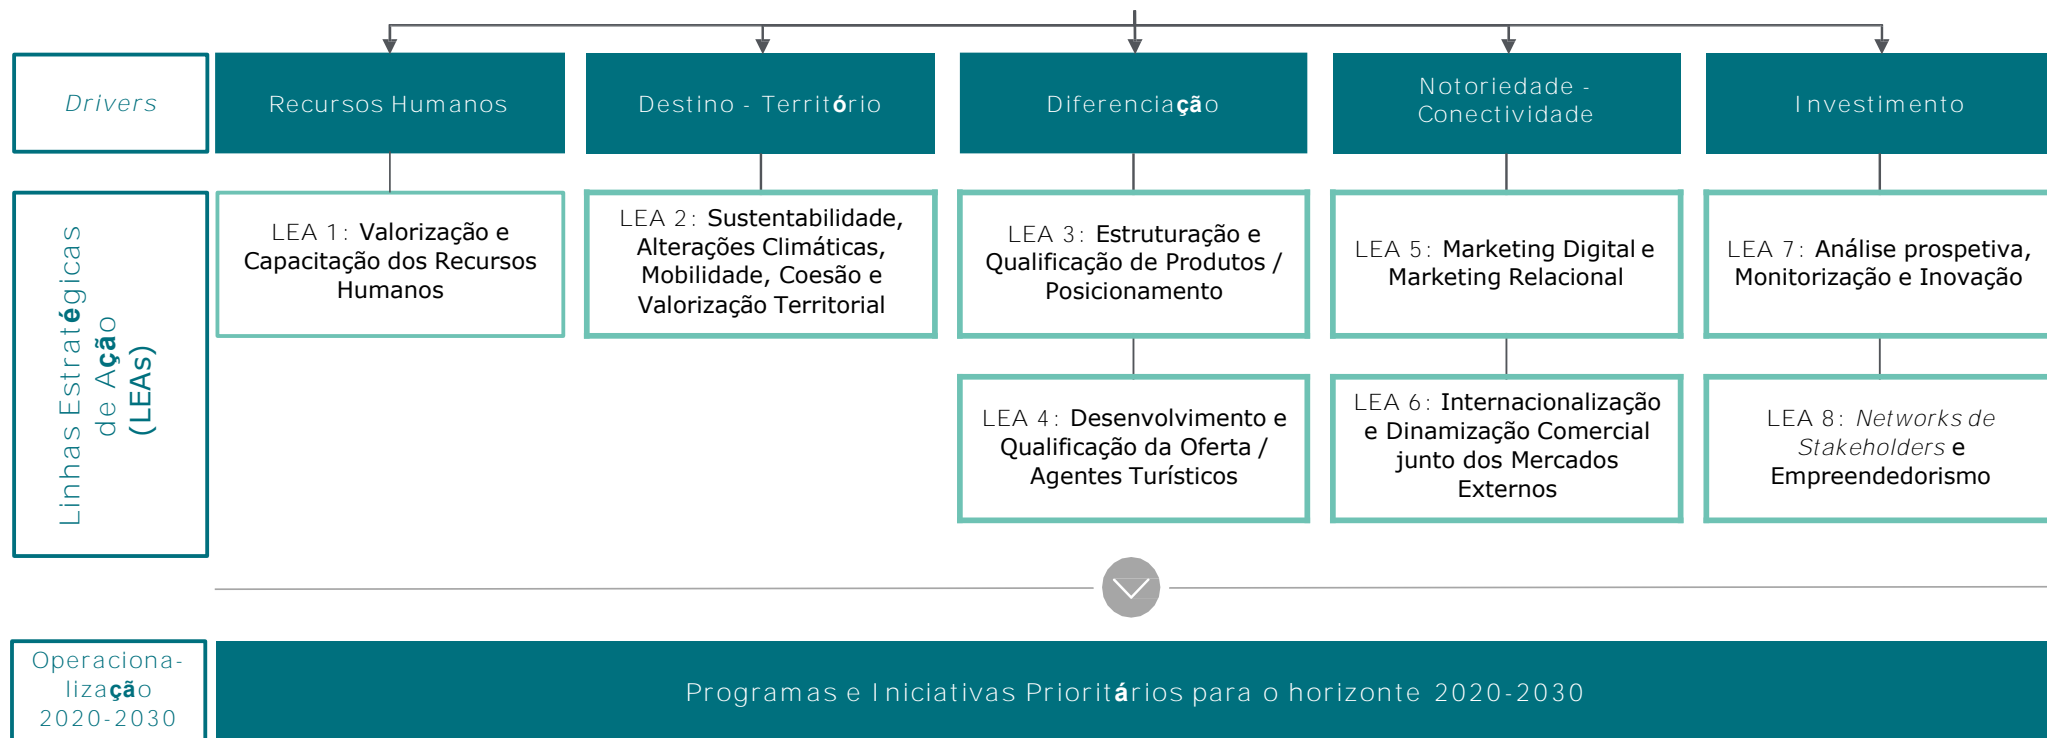 Drivers
Recursos Humanos
Destino - Território
Diferenciação
Notoriedade -
Conectividade
Investimento
Linhas Estratégicas
de Ação
(LEAs)
LEA 1: Valorização e
Capacitação dos Recursos
Humanos
LEA 2: Sustentabilidade,
Alterações Climáticas,
Mobilidade, Coesão e
Valorização Territorial
LEA 3: Estruturação e
Qualificação de Produtos /
Posicionamento
LEA 5: Marketing Digital e
Marketing Relacional
LEA 7: Análise prospetiva,
Monitorização e Inovação
LEA 4: Desenvolvimento e
Qualificação da Oferta /
Agentes Turísticos
LEA 6: Internacionalização
e Dinamização Comercial
junto dos Mercados
Externos
LEA 8: Networks de
Stakeholders e
Empreendedorismo
Operaciona-
lização
2020-2030
Programas e Iniciativas Prioritários para o horizonte 2020-2030